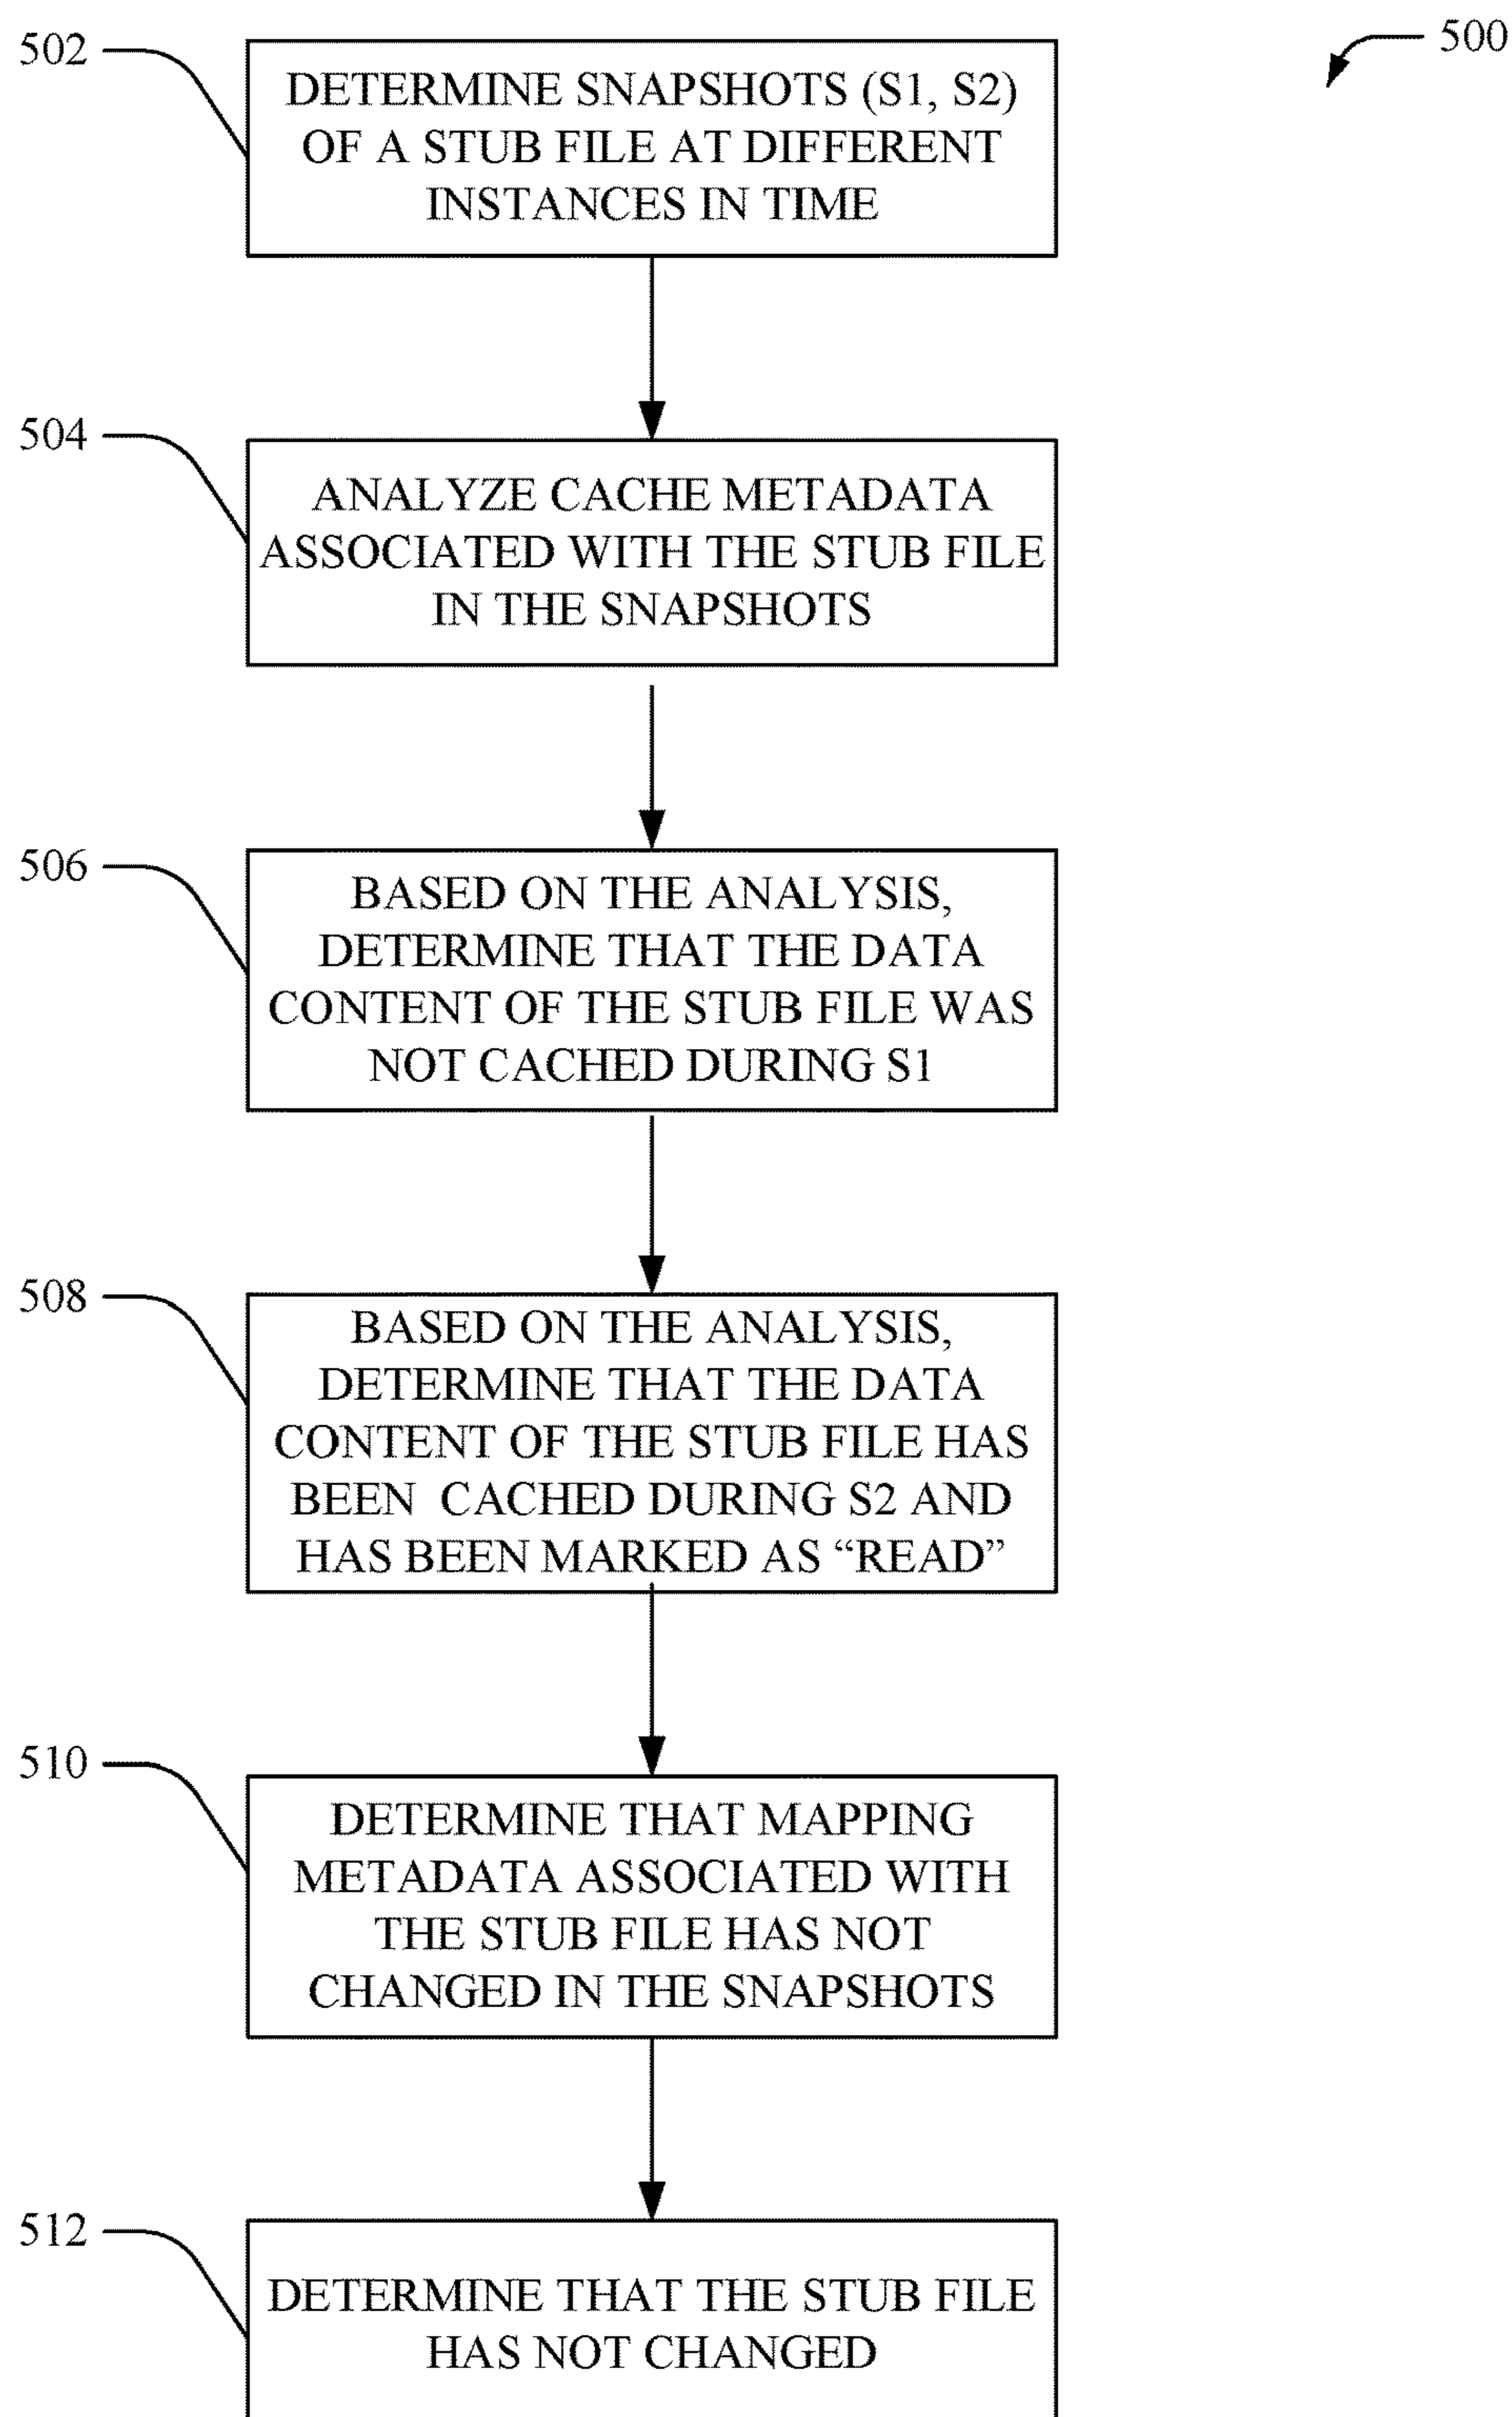 502
500
DETERMINE SNAPSHOTS (S1, S2)
OF A STUB FILE AT DIFFERENT
INSTANCES IN TIME
504
ANALYZE CACHE METADATA
ASSOCIATED WITH THE STUB FILE
IN THE SNAPSHOTS
506
BASED ON THE ANALYSIS,
DETERMINE THAT THE DATA
CONTENT OF THE STUB FILE WAS
NOT CACHED DURING S1
508
BASED ON THE ANALYSIS,
DETERMINE THAT THE DATA
CONTENT OF THE STUB FILE HAS
BEEN CACHED DURING S2 AND
HAS BEEN MARKED AS “READ”
510
DETERMINE THAT MAPPING
METADATA ASSOCIATED WITH
THE STUB FILE HAS NOT
CHANGED IN THE SNAPSHOTS
512
DETERMINE THAT THE STUB FILE
HAS NOT CHANGED